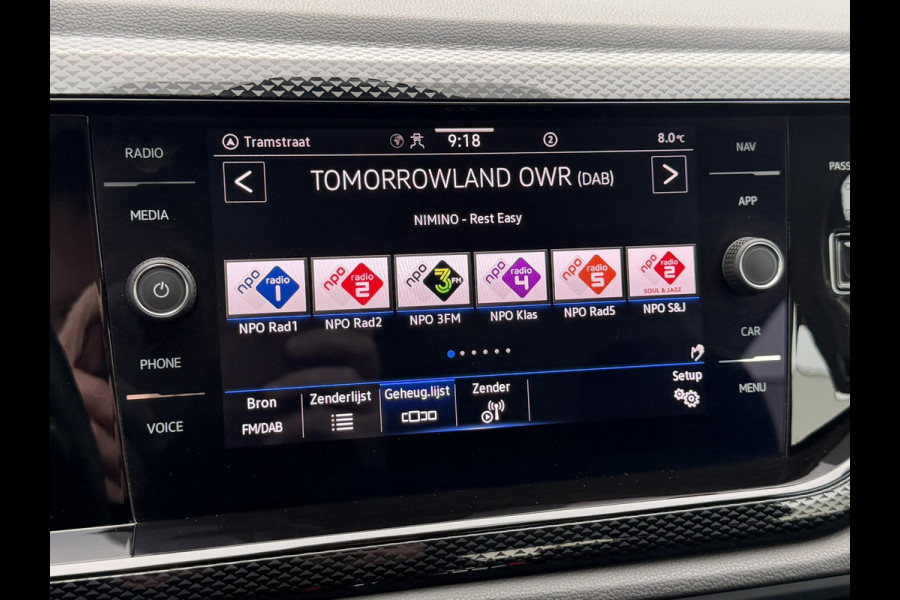 RADIO
MEDIA
PHONE
VOICE
Tramstraat 9:18 2 8.0°C
< TOMORROWLAND OWR (DAB) >
NIMINO - Rest Easy
npo radio 1
npo radio 2
npo 3FM
npo radio 4
npo radio 5
npo radio 2 SOUL & JAZZ
NPO Rad1 NPO Rad2 NPO 3FM NPO Klas NPO Rad5 NPO S&J
Bron Zenderlijst Geheug.lijst Zender Setup
FM/DAB
NAV
APP
CAR
MENU
PASS